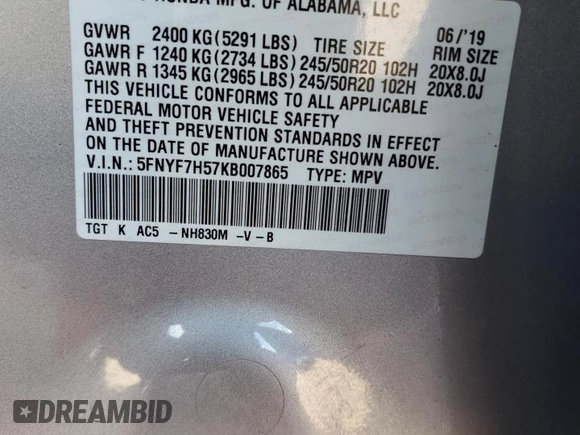 HONDA MFG. OF ALABAMA, LLC
06/'19
GVWR 2400 KG(5291 LBS) TIRE SIZE RIM SIZE
GAWR F 1240 KG(2734 LBS)245/50R20 102H 20X8.0J
GAWR R 1345 KG(2965 LBS)245/50R20 102H 20X8.0J
THIS VEHICLE CONFORMS TO ALL APPLICABLE
FEDERAL MOTOR VEHICLE SAFETY
AND THEFT PREVENTION STANDARDS IN EFFECT
ON THE DATE OF MANUFACTURE SHOWN ABOVE.
V.I.N.: 5FNYF7H57KB007865 TYPE: MPV
TGT K AC5 -NH830M -V-B
DREAMBID